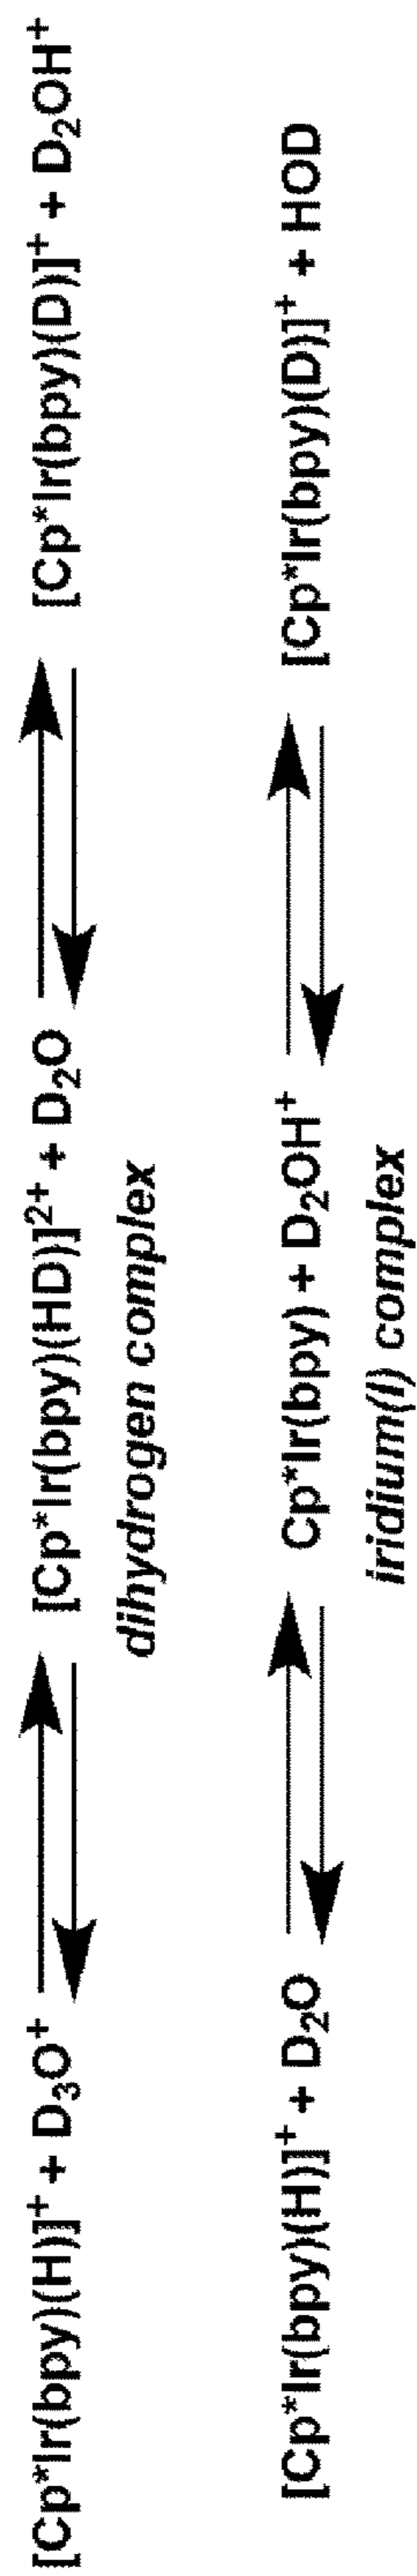 [Cp*Ir(bpy)(H)]⁺ + D₃O⁺ ⇌ [Cp*Ir(bpy)(HD)]²⁺ + D₂O ⇌ [Cp*Ir(bpy)(D)]⁺ + D₂OH⁺
dihydrogen complex
[Cp*Ir(bpy)(H)]⁺ + D₂O ⇌ Cp*Ir(bpy) + D₂OH⁺ ⇌ [Cp*Ir(bpy)(D)]⁺ + HOD
iridium(I) complex